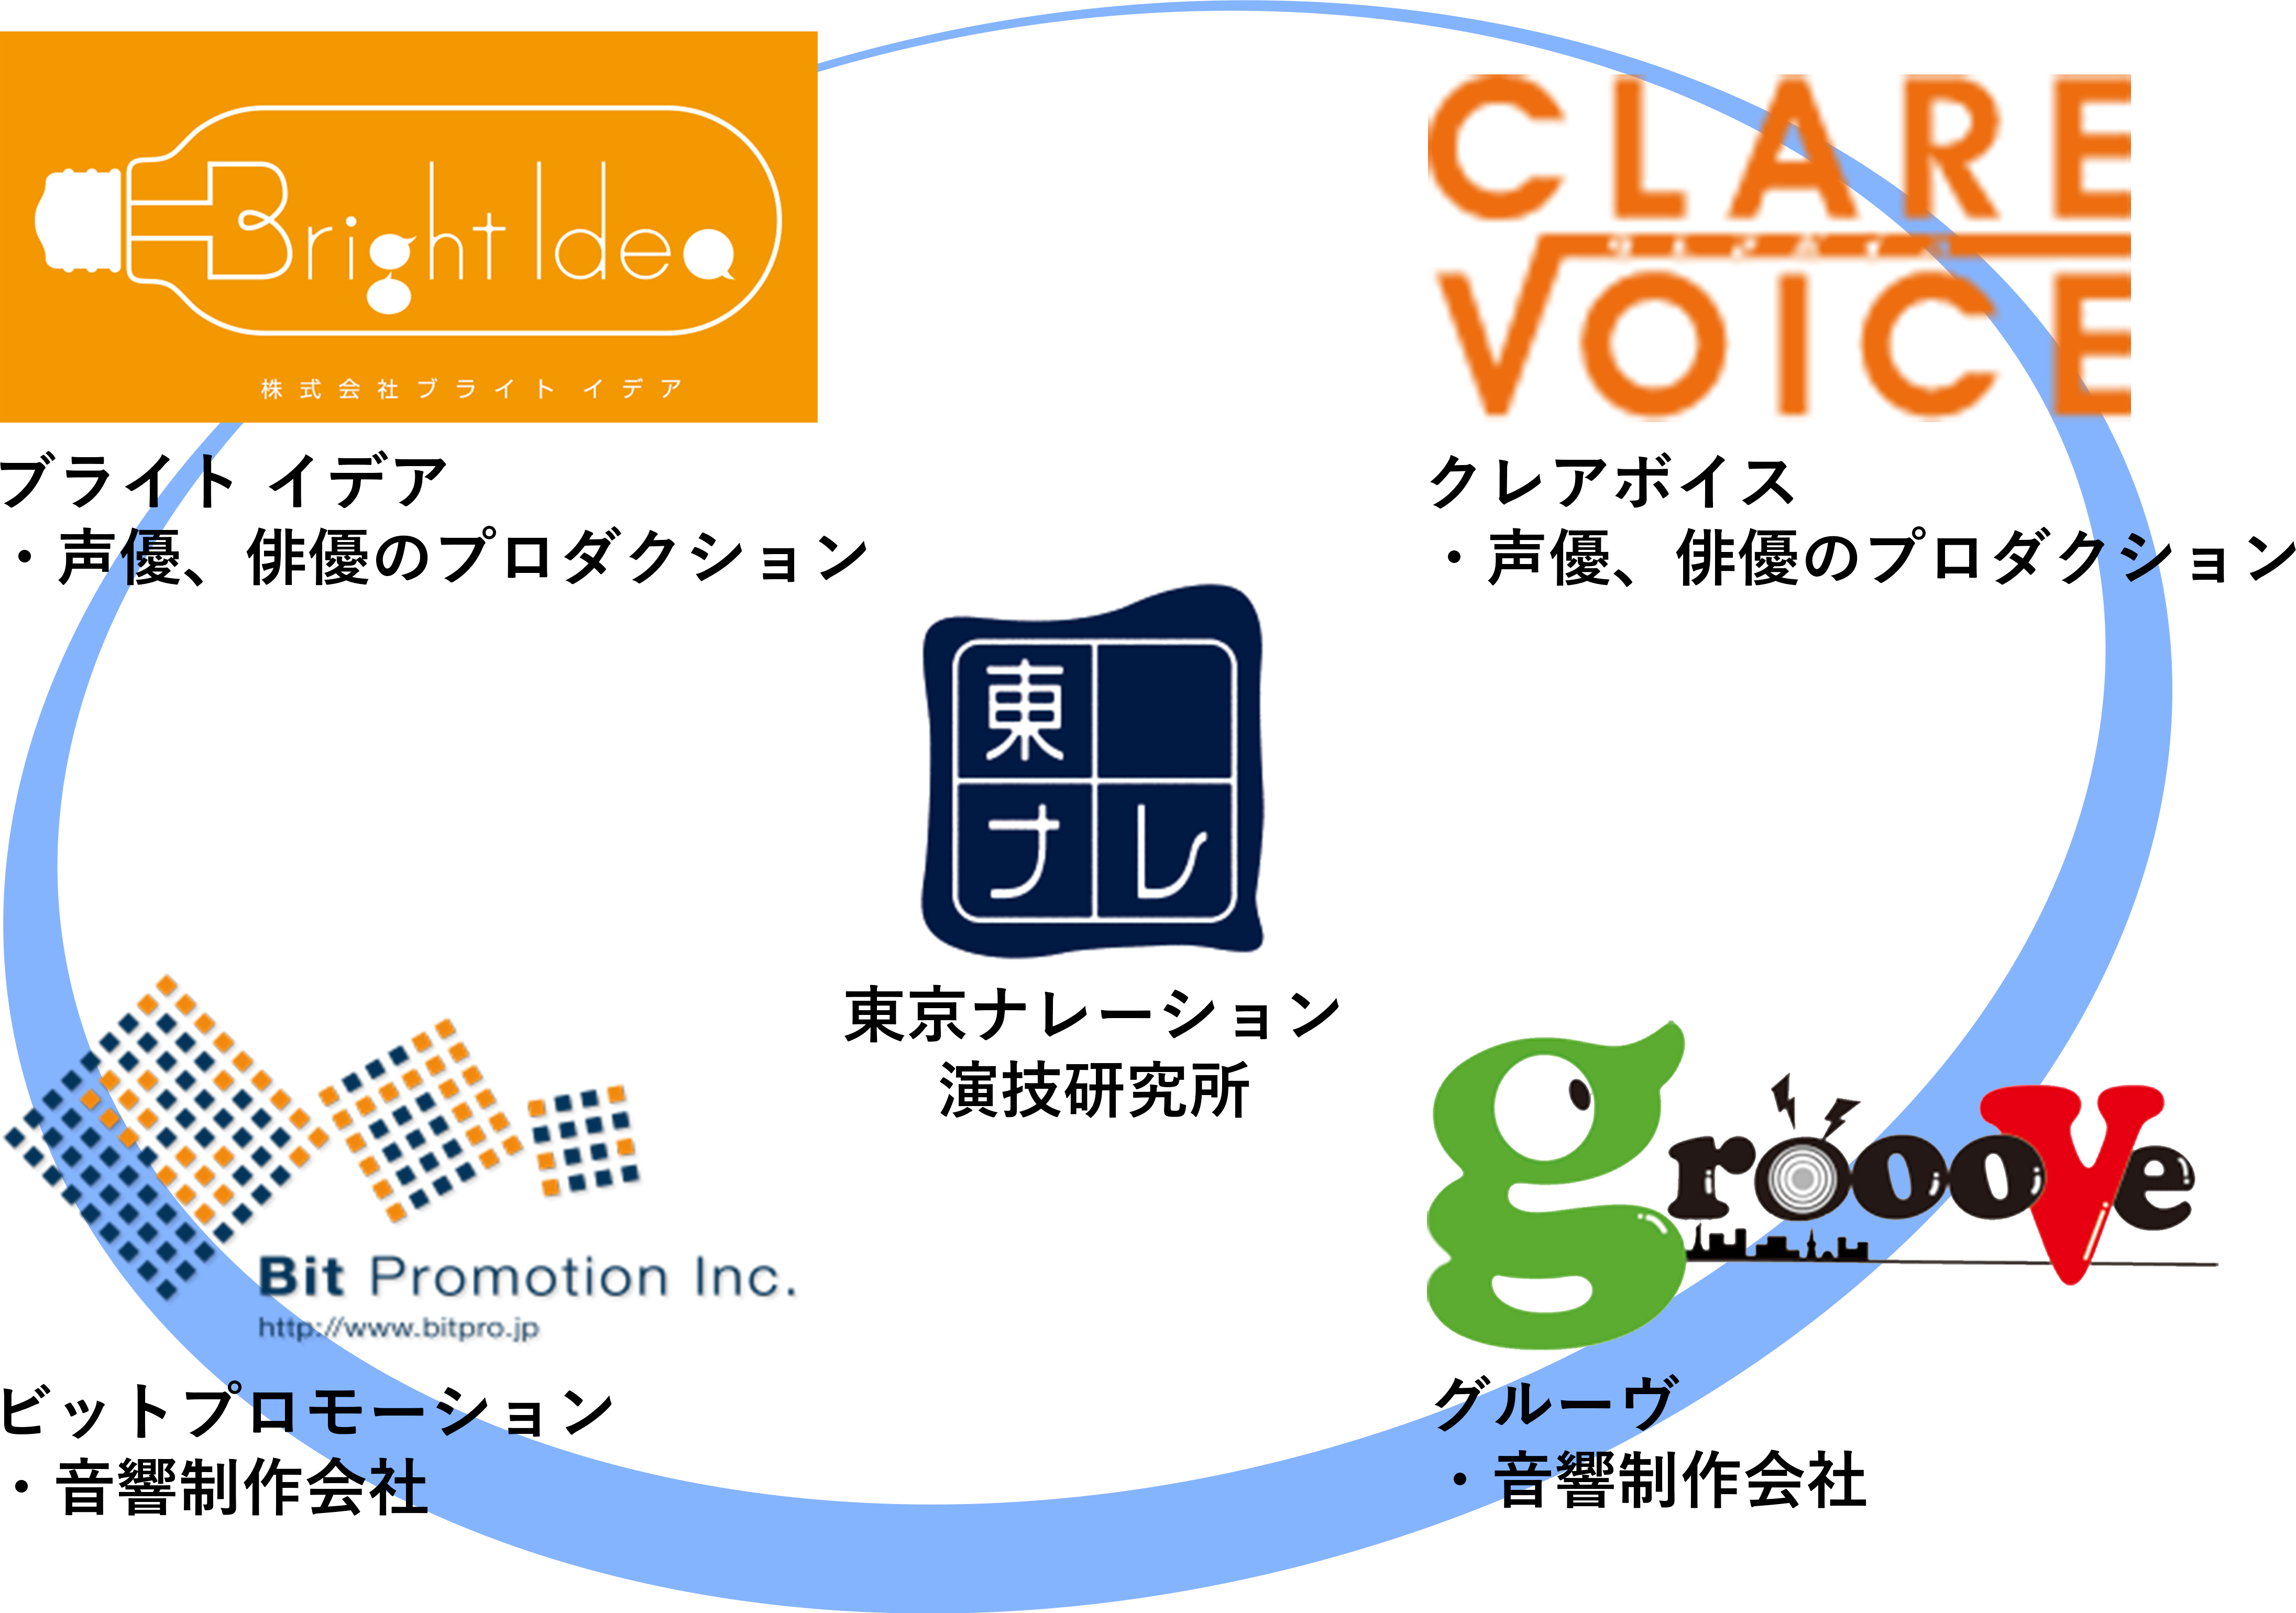 Bright Idea
株式会社ブライトイデア
ブライト イデア
・声優、俳優のプロダクション
CLARE
VOICE
クレアボイス
・声優、俳優のプロダクション
東
ナレ
東京ナレーション
演技研究所
Bit Promotion Inc.
http://www.bitpro.jp
ビットプロモーション
・音響制作会社
grooove
グルーヴ
・音響制作会社